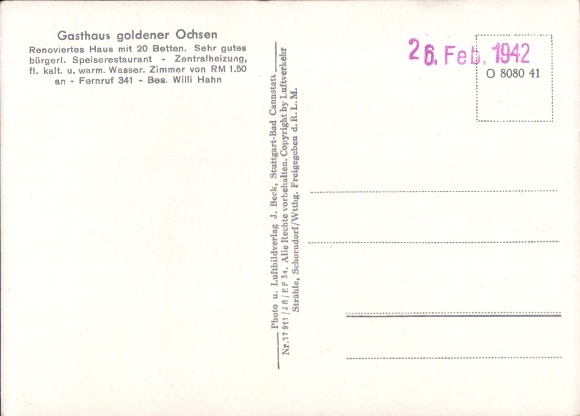 Gasthaus goldener Ochsen
Renoviertes Haus mit 20 Betten. Sehr gutes
bürgerl. Speiserestaurant - Zentralheizung,
fl. kalt. u. warm. Wasser. Zimmer von RM 1.50
an - Fernruf 341 - Bes. Willi Hahn
26. Feb. 1942
O 8080 41
Photo u. Luftbildverlag J. Beck, Stuttgart-Bad Cannstatt
Nr. 17911/JB/EF 34. Alle Rechte vorbehalten. Copyright by Luftverkehr
Strähle, Schorndorf/Wttbg. Freigegeben d. R. L. M.